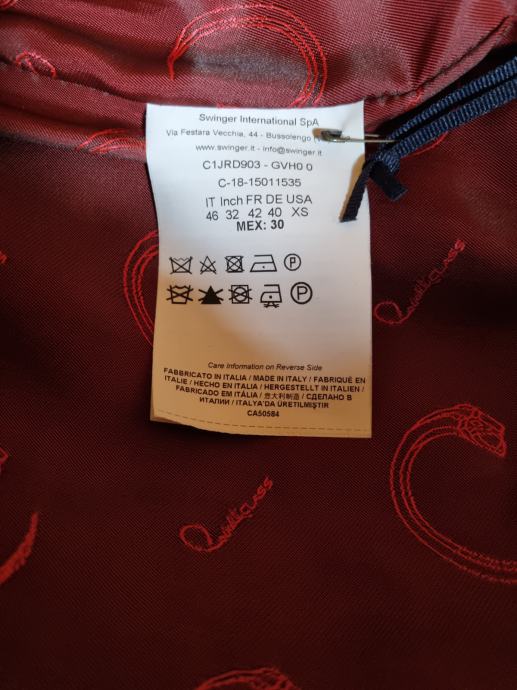 Swinger International SpA
Via Festara Vecchia, 44 - Bussolengo
www.swinger.it - info@swinger.it
C1JRD903 - GVH0 0
C-18-15011535
IT Inch FR DE USA
46 32 42 40 XS
MEX: 30
P
P
Care Information on Reverse Side
FABBRICATO IN ITALIA / MADE IN ITALY / FABRIQUÉ EN
ITALIE / HECHO EN ITALIA / HERGESTELLT IN ITALIEN /
FABRICADO EM ITÁLIA / 意大利制造 / СДЕЛАНО В
ИТАЛИИ / ITALYA'DA ÜRETILMIŞTIR
CA50584
CLASS
CLASS